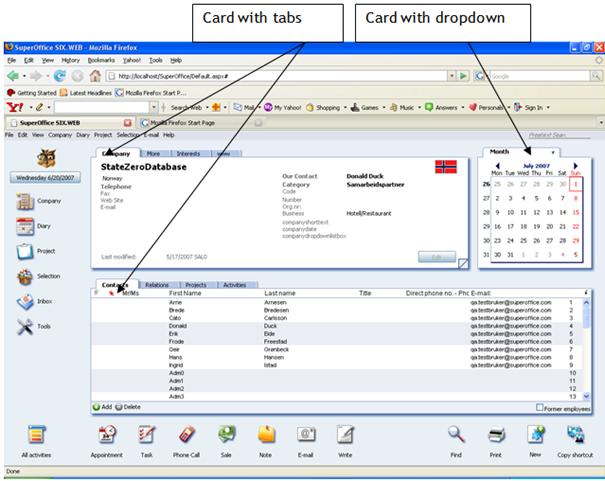 Card with tabs
Card with dropdown
SuperOffice SIX.WEB - Mozilla Firefox
File Edit View History Bookmarks Yahoo! Tools Help
http://localhost/SuperOffice/Default.aspx#
Google
Getting Started Latest Headlines Mozilla Firefox Start P...
Y! Search Web Mail My Yahoo! Shopping Games Music Answers Personals Sign In
SuperOffice SIX.WEB
Mozilla Firefox Start Page
File Edit View Company Diary Project Selection E-mail Help
Wednesday 6/20/2007
Company
Diary
Project
Selection
Inbox
Tools
Company More Interests www
StateZeroDatabase
Norway
Telephone
Fax
Web Site
E-mail
Our Contact Donald Duck
Category Samarbeidspartner
Code
Number
Org.nr:
Business Hotell/Restaurant
companyshorttext
companydate
companydropdownlistbox
Last modified: 5/17/2007 SAL0
Edit
Month
July 2007
Mon Tue Wed Thu Fri Sat Sun
26 25 26 27 28 29 30 1
27 2 3 4 5 6 7 8
28 9 10 11 12 13 14 15
29 16 17 18 19 20 21 22
30 23 24 25 26 27 28 29
31 30 31 1 2 3 4 5
Contacts Relations Projects Activities
Mr/Ms First Name Last name Title Direct phone no. - Phc E-mail:
Arne Arnesen qa.testbruker@superoffice.com 1
Brede Bredesen qa.testbruker@superoffice.com 2
Cato Carlsson qa.testbruker@superoffice.com 3
Donald Duck qa.testbruker@superoffice.com 4
Erik Eide qa.testbruker@superoffice.com 5
Frode Freestad qa.testbruker@superoffice.com 6
Geir Grønbeck qa.testbruker@superoffice.com 7
Hans Hansen qa.testbruker@superoffice.com 8
Ingrid Istad qa.testbruker@superoffice.com 9
Adm0 10
Adm1 11
Adm2 12
Adm3 13
Add Delete
Former employees
All activities
Appointment
Task
Phone Call
Sale
Note
E-mail
Write
Find
Print
New
Copy shortcut
Done